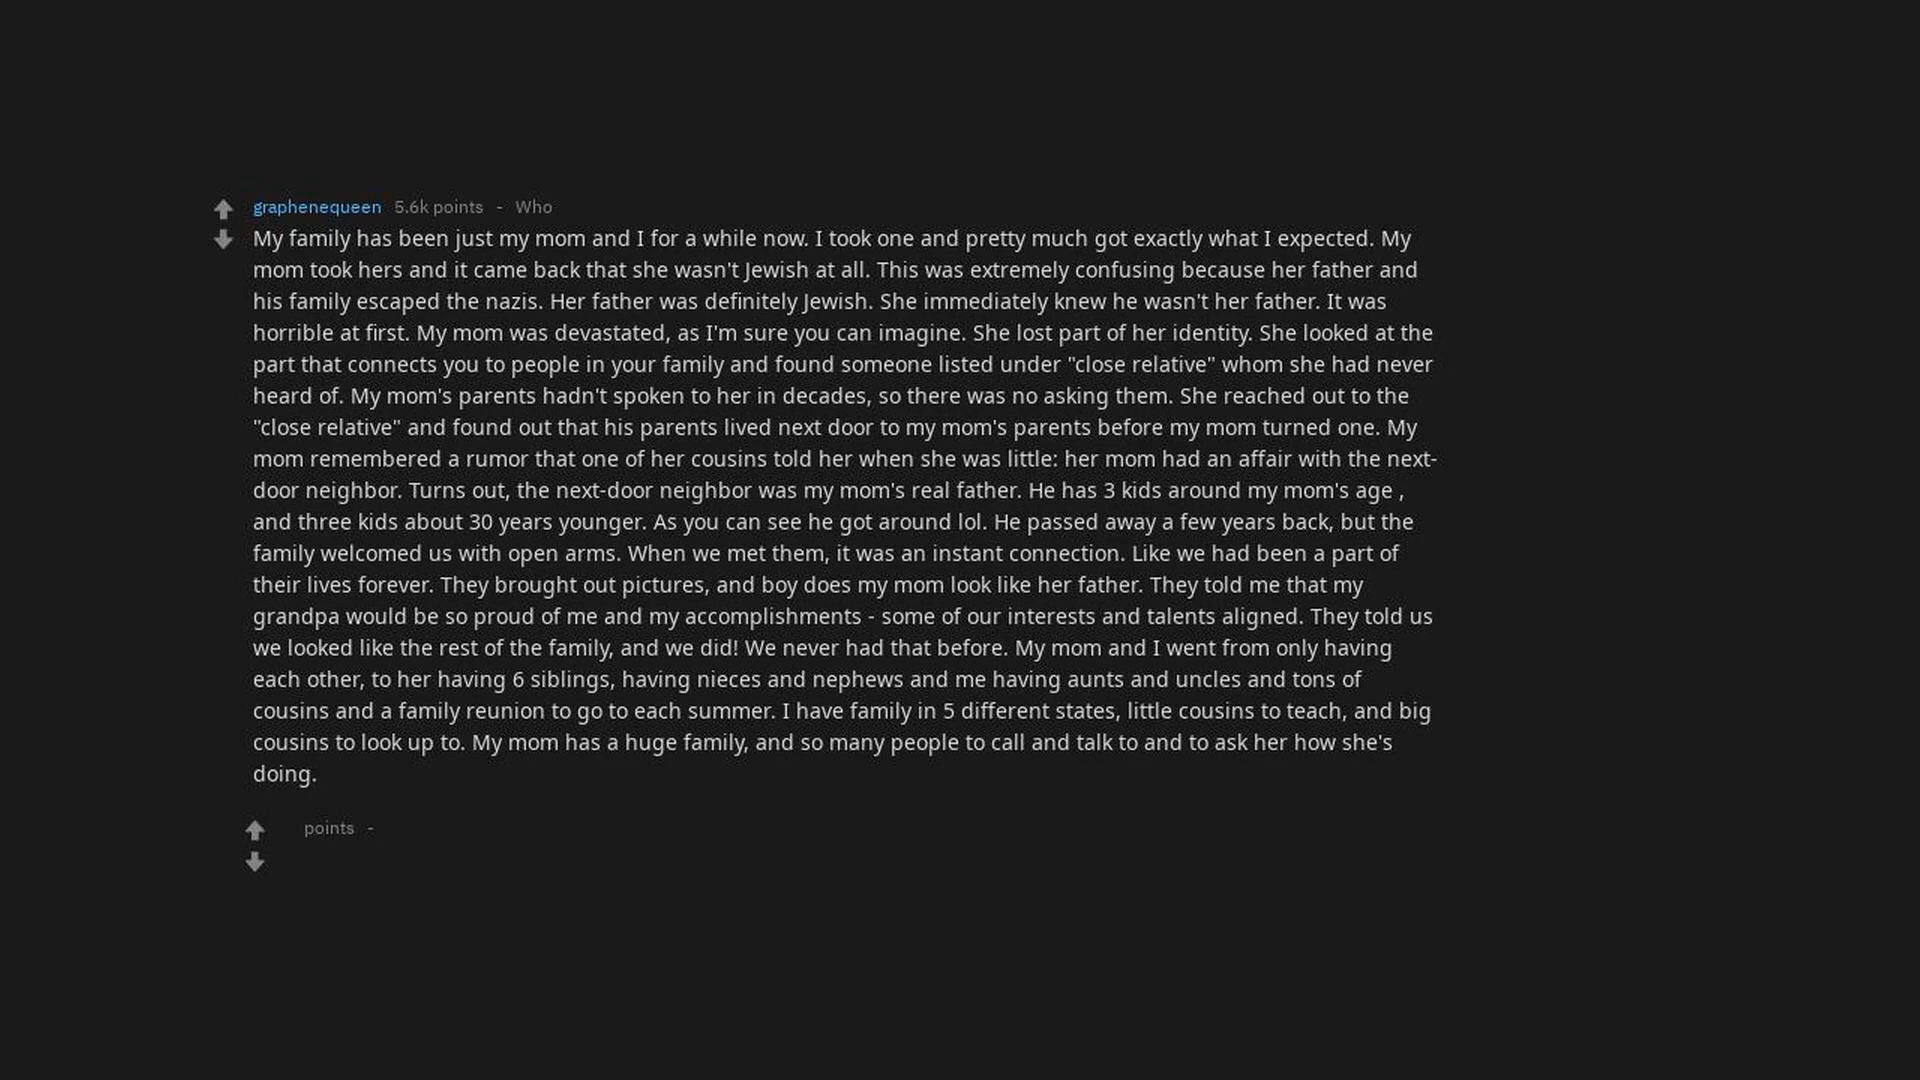 graphenequeen 5.6k points - Who
My family has been just my mom and I for a while now. I took one and pretty much got exactly what I expected. My
mom took hers and it came back that she wasn't Jewish at all. This was extremely confusing because her father and
his family escaped the nazis. Her father was definitely Jewish. She immediately knew he wasn't her father. It was
horrible at first. My mom was devastated, as I'm sure you can imagine. She lost part of her identity. She looked at the
part that connects you to people in your family and found someone listed under "close relative" whom she had never
heard of. My mom's parents hadn't spoken to her in decades, so there was no asking them. She reached out to the
"close relative" and found out that his parents lived next door to my mom's parents before my mom turned one. My
mom remembered a rumor that one of her cousins told her when she was little: her mom had an affair with the next-
door neighbor. Turns out, the next-door neighbor was my mom's real father. He has 3 kids around my mom's age ,
and three kids about 30 years younger. As you can see he got around lol. He passed away a few years back, but the
family welcomed us with open arms. When we met them, it was an instant connection. Like we had been a part of
their lives forever. They brought out pictures, and boy does my mom look like her father. They told me that my
grandpa would be so proud of me and my accomplishments - some of our interests and talents aligned. They told us
we looked like the rest of the family, and we did! We never had that before. My mom and I went from only having
each other, to her having 6 siblings, having nieces and nephews and me having aunts and uncles and tons of
cousins and a family reunion to go to each summer. I have family in 5 different states, little cousins to teach, and big
cousins to look up to. My mom has a huge family, and so many people to call and talk to and to ask her how she's
doing.
points -